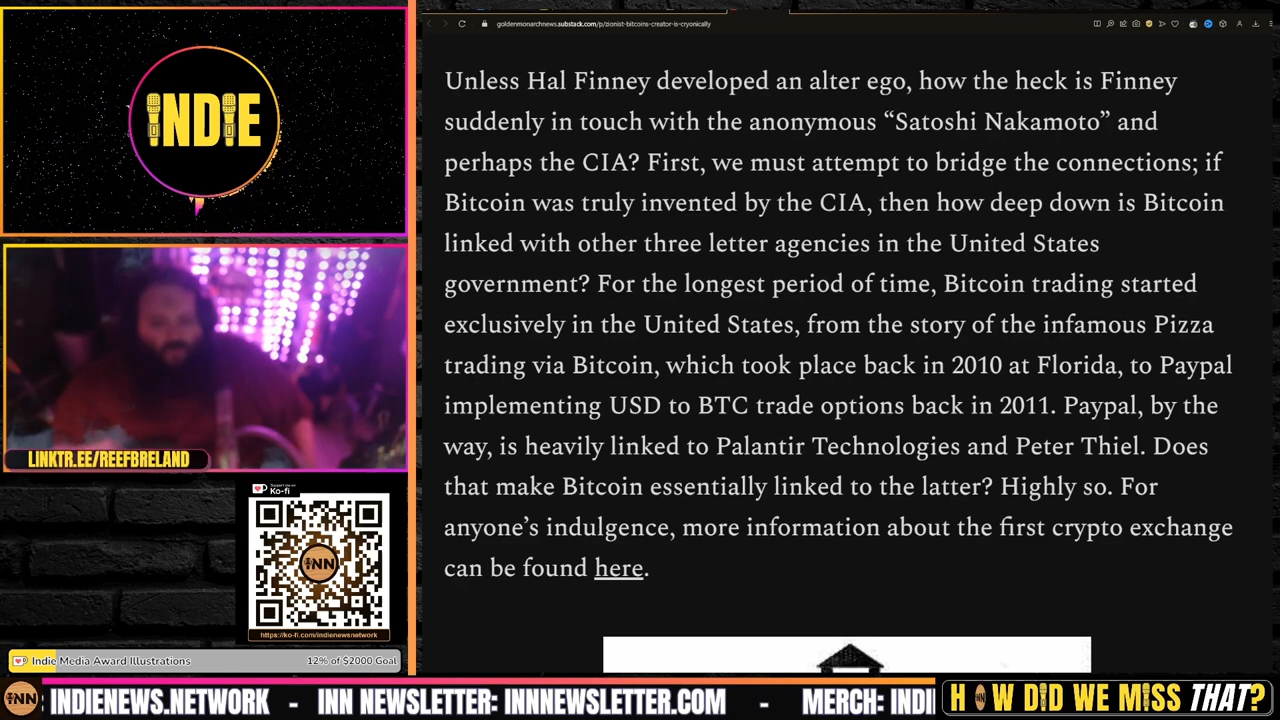 INDIE
LINKTR.EE/REEFBRELAND
Support me on
Ko-fi
INN
https://ko-fi.com/indienewsnetwork
Indie Media Award Illustrations 12% of $2000 Goal
goldenmonarchnews.substack.com/p/zionist-bitcoins-creator-is-cryonically
Unless Hal Finney developed an alter ego, how the heck is Finney
suddenly in touch with the anonymous “Satoshi Nakamoto” and
perhaps the CIA? First, we must attempt to bridge the connections; if
Bitcoin was truly invented by the CIA, then how deep down is Bitcoin
linked with other three letter agencies in the United States
government? For the longest period of time, Bitcoin trading started
exclusively in the United States, from the story of the infamous Pizza
trading via Bitcoin, which took place back in 2010 at Florida, to Paypal
implementing USD to BTC trade options back in 2011. Paypal, by the
way, is heavily linked to Palantir Technologies and Peter Thiel. Does
that make Bitcoin essentially linked to the latter? Highly so. For
anyone’s indulgence, more information about the first crypto exchange
can be found here.
INN INDIENEWS.NETWORK - INN NEWSLETTER: INNNEWSLETTER.COM - MERCH: INDI
HOW DID WE MISS THAT?